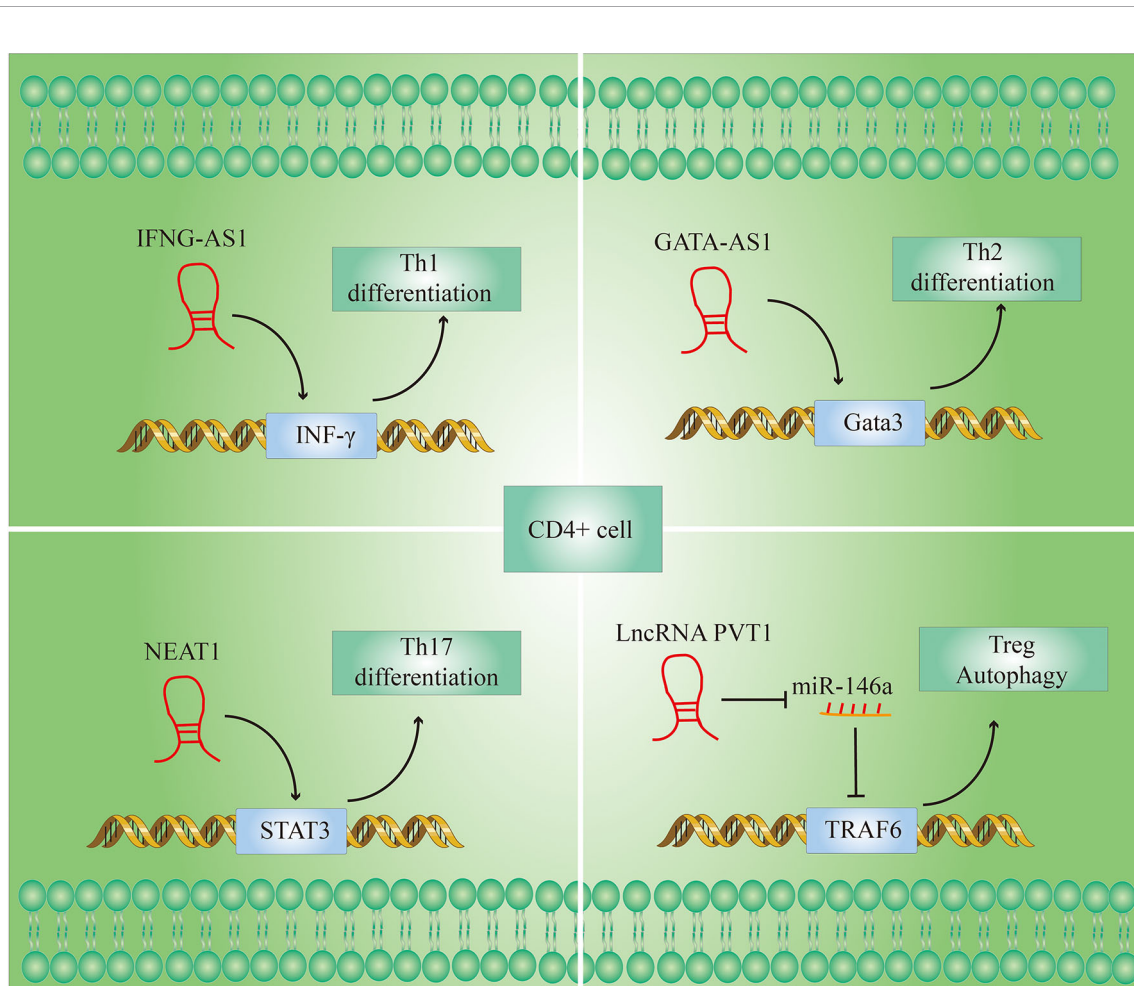 IFNG-AS1
Th1
differentiation
INF-γ
GATA-AS1
Th2
differentiation
Gata3
CD4+ cell
NEAT1
Th17
differentiation
STAT3
LncRNA PVT1
miR-146a
Treg
Autophagy
TRAF6